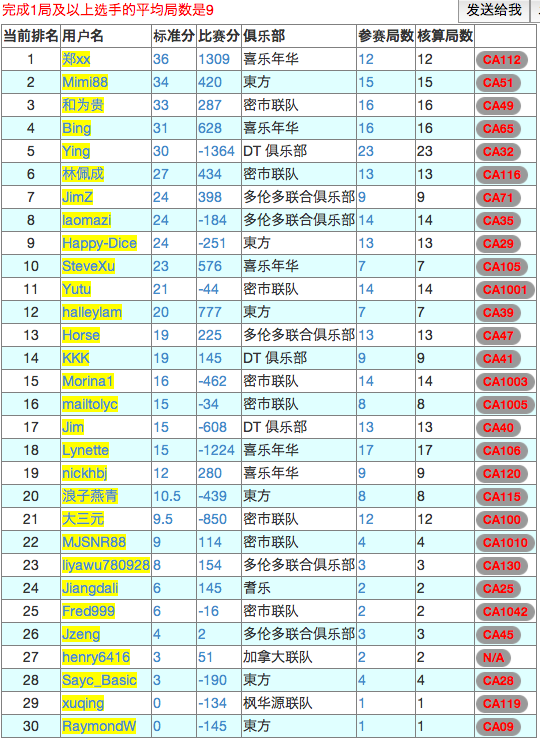 完成1局及以上选手的平均局数是9
发送给我
当前排名 用户名 标准分 比赛分 俱乐部 参赛局数 核算局数
1 郑xx 36 1309 喜乐年华 12 12 CA112
2 Mimi88 34 420 東方 15 15 CA51
3 和为贵 33 287 密市联队 16 16 CA49
4 Bing 31 628 喜乐年华 16 16 CA65
5 Ying 30 -1364 DT 俱乐部 23 23 CA32
6 林佩成 27 434 密市联队 13 13 CA116
7 JimZ 24 398 多伦多联合俱乐部 9 9 CA71
8 laomazi 24 -184 多伦多联合俱乐部 14 14 CA35
9 Happy-Dice 24 -251 東方 13 13 CA29
10 SteveXu 23 576 喜乐年华 7 7 CA105
11 Yutu 21 -44 密市联队 14 14 CA1001
12 halleylam 20 777 東方 7 7 CA39
13 Horse 19 225 多伦多联合俱乐部 13 13 CA47
14 KKK 19 145 DT 俱乐部 9 9 CA41
15 Morina1 16 -462 密市联队 14 14 CA1003
16 mailtolyc 15 -34 密市联队 8 8 CA1005
17 Jim 15 -608 DT 俱乐部 13 13 CA40
18 Lynette 15 -1224 喜乐年华 17 17 CA106
19 nickhbj 12 280 喜乐年华 9 9 CA120
20 浪子燕青 10.5 -439 東方 8 8 CA115
21 大三元 9.5 -850 密市联队 12 12 CA100
22 MJSNR88 9 114 密市联队 4 4 CA1010
23 liyawu780928 8 154 多伦多联合俱乐部 3 3 CA130
24 Jiangdali 6 145 耆乐 2 2 CA25
25 Fred999 6 -16 密市联队 2 2 CA1042
26 Jzeng 4 2 多伦多联合俱乐部 3 3 CA45
27 henry6416 3 51 加拿大联队 2 2 N/A
28 Sayc_Basic 3 -190 東方 4 4 CA28
29 xuqing 0 -134 枫华源联队 1 1 CA119
30 RaymondW 0 -145 東方 1 1 CA09